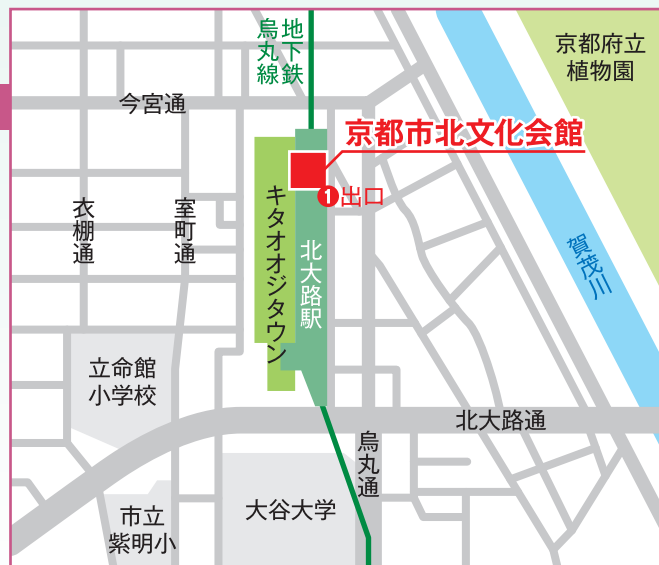 地下鉄
烏丸線
京都府立
植物園
今宮通
京都市北文化会館
❶出口
衣棚通
室町通
キタオオジタウン
北大路駅
賀茂川
立命館
小学校
北大路通
烏丸通
大谷大学
市立
紫明小